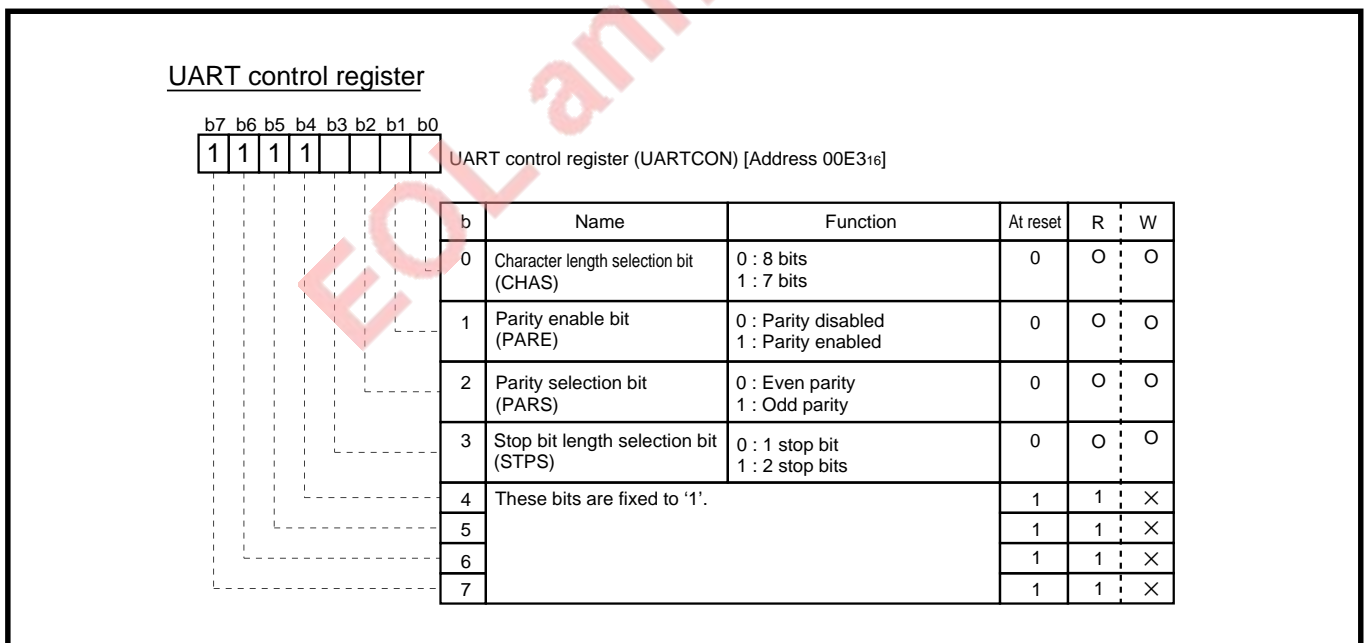 EOL ann
UART control register
b7 b6 b5 b4 b3 b2 b1 b0
1 1 1 1
UART control register (UARTCON) [Address 00E3₁₆]
b Name Function At reset R W
0 Character length selection bit 0 : 8 bits 0 O O
(CHAS) 1 : 7 bits
1 Parity enable bit 0 : Parity disabled 0 O O
(PARE) 1 : Parity enabled
2 Parity selection bit 0 : Even parity 0 O O
(PARS) 1 : Odd parity
3 Stop bit length selection bit 0 : 1 stop bit 0 O O
(STPS) 1 : 2 stop bits
4 These bits are fixed to ‘1’. 1 1 ×
5 1 1 ×
6 1 1 ×
7 1 1 ×